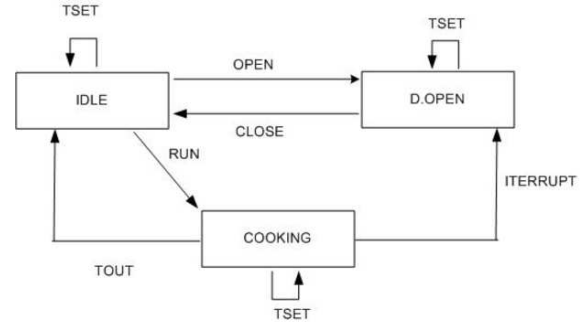 TSET
TSET
OPEN
IDLE
D.OPEN
CLOSE
RUN
ITERRUPT
COOKING
TOUT
TSET